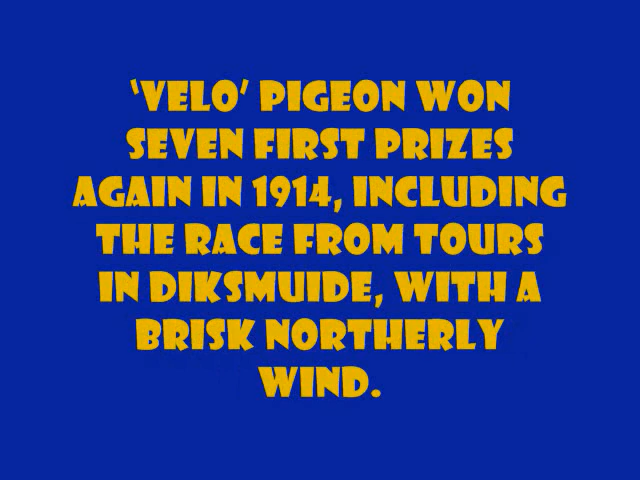 'VELO' PIGEON WON
SEVEN FIRST PRIZES
AGAIN IN 1914, INCLUDING
THE RACE FROM TOURS
IN DIKSMUIDE, WITH A
BRISK NORTHERLY
WIND.